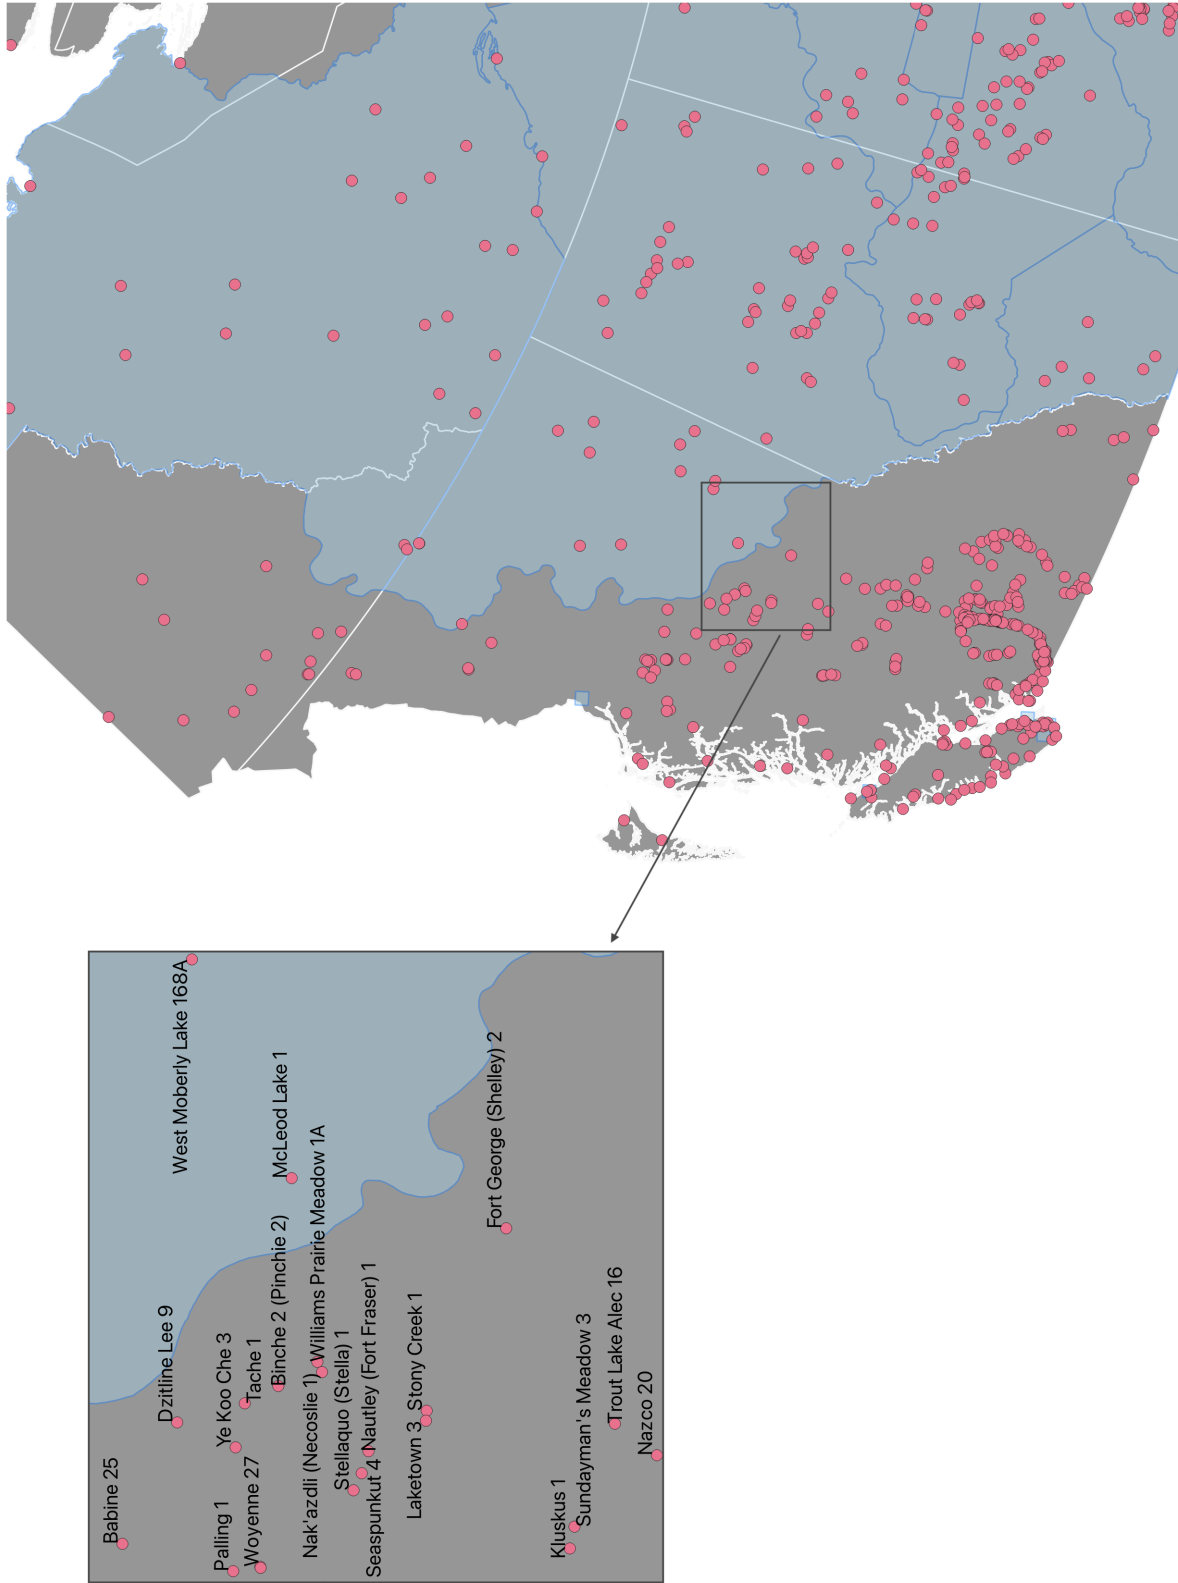 Babine 25
Dzitline Lee 9
West Moberly Lake 168A
Palling 1
Ye Koo Che 3
Woyenne 27
Tache 1
Binche 2 (Pinchie 2)
McLeod Lake 1
Nak'azdli (Necoslie 1)
Williams Prairie Meadow 1A
Stellaquo (Stella) 1
Seaspunkut 4
Nautley (Fort Fraser) 1
Laketown 3
Stony Creek 1
Fort George (Shelley) 2
Kluskus 1
Sundayman's Meadow 3
Trout Lake Alec 16
Nazco 20